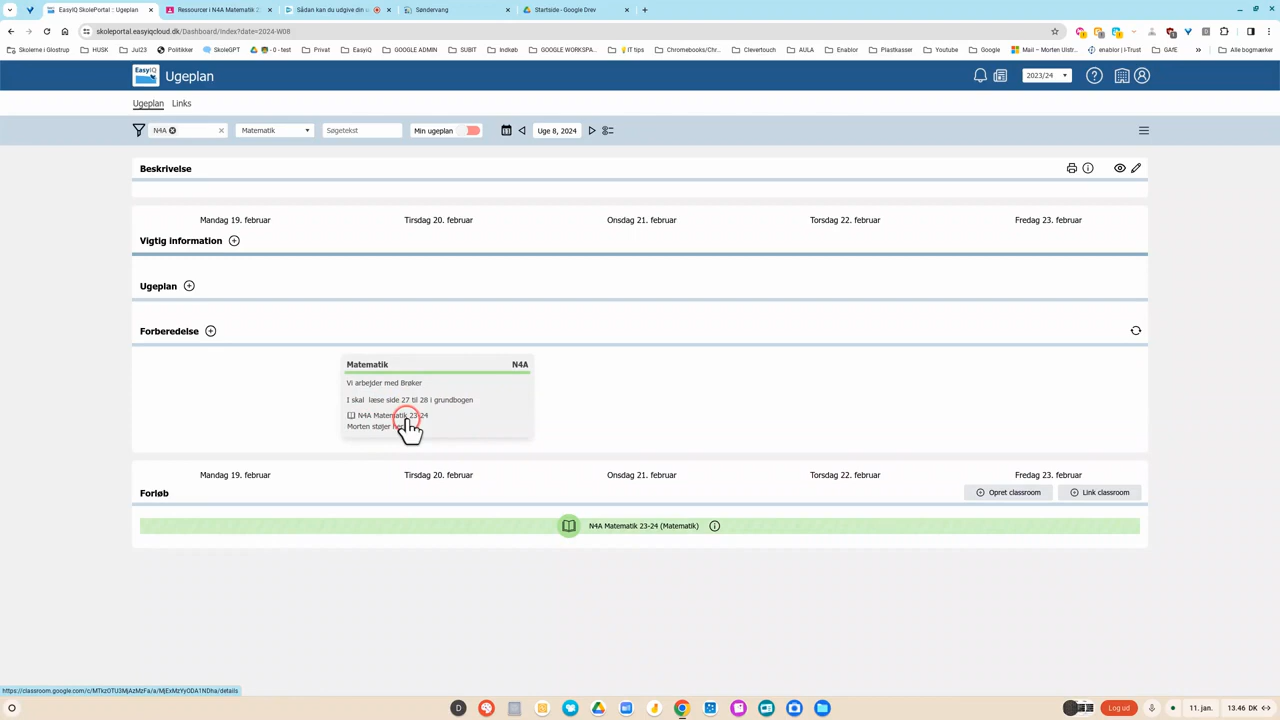 EasyIQ SkolePortal :: Ugeplan
Ressourcer i N4A Matematik 23
Sådan kan du udgive din
Søndervang
Startside - Google Drev
skoleportal.easyiqcloud.dk/Dashboard/Index?date=2024-W08
Skolerne i Glostrup
HUSK
Jul23
Politikker
SkoleGPT
- 0 - test
Privat
EasyIQ
GOOGLE ADMIN
SUBIT
Indkøb
GOOGLE WORKSPA...
IT tips
Chromebooks/Chr...
Clevertouch
AULA
Enablor
Plastkasser
Youtube
Google
Mail – Morten Ulstr...
enablor | I-Trust
GAfE
Alle bogmærker
EasyIQ
Ugeplan
2023/24
Ugeplan Links
N4A
Matematik
Søgetekst
Min ugeplan
Uge 8, 2024
Beskrivelse
Mandag 19. februar
Tirsdag 20. februar
Onsdag 21. februar
Torsdag 22. februar
Fredag 23. februar
Vigtig information
Ugeplan
Forberedelse
Matematik N4A
Vi arbejder med Brøker
I skal læse side 27 til 28 i grundbogen
N4A Matematik 23-24
Morten støjer
Mandag 19. februar
Tirsdag 20. februar
Onsdag 21. februar
Torsdag 22. februar
Fredag 23. februar
Forløb
Opret classroom
Link classroom
N4A Matematik 23-24 (Matematik)
https://classroom.google.com/c/MTkzOTU3MjAzMzFa/a/MjExMzYyODA1NDha/details
Log ud
11. jan.
13.46 DK